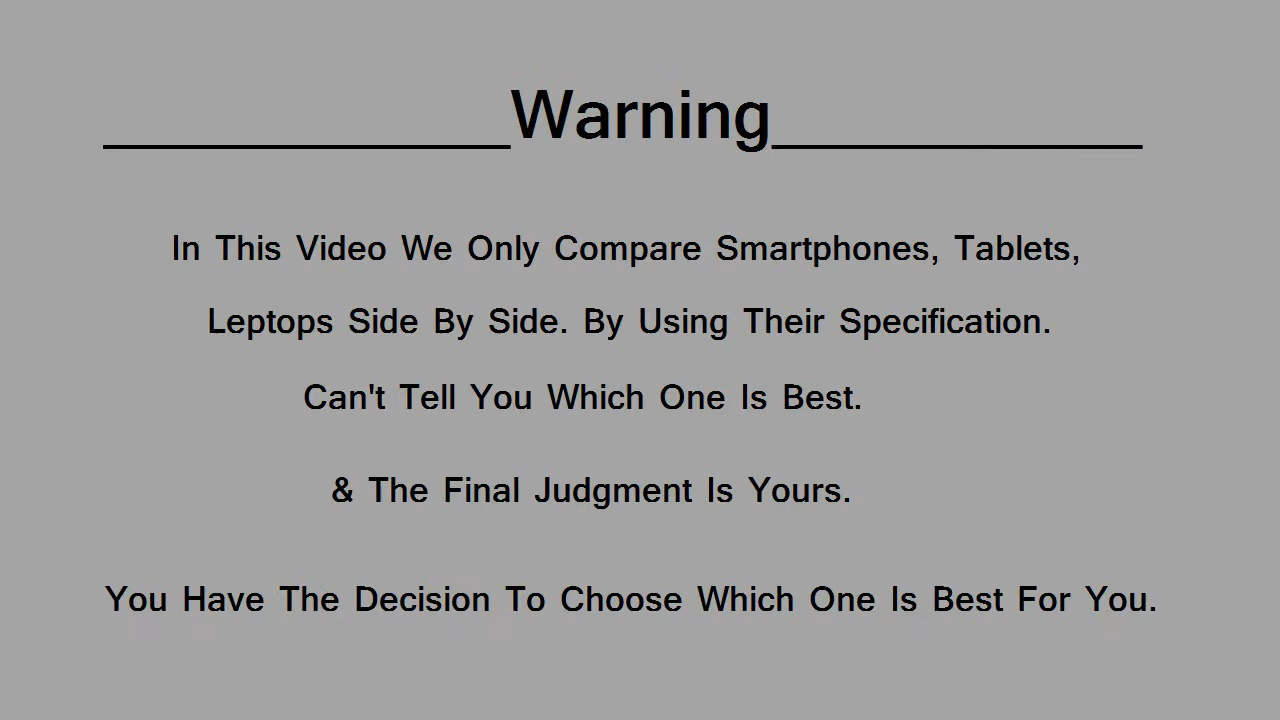 Warning
In This Video We Only Compare Smartphones, Tablets,
Leptops Side By Side. By Using Their Specification.
Can't Tell You Which One Is Best.
& The Final Judgment Is Yours.
You Have The Decision To Choose Which One Is Best For You.